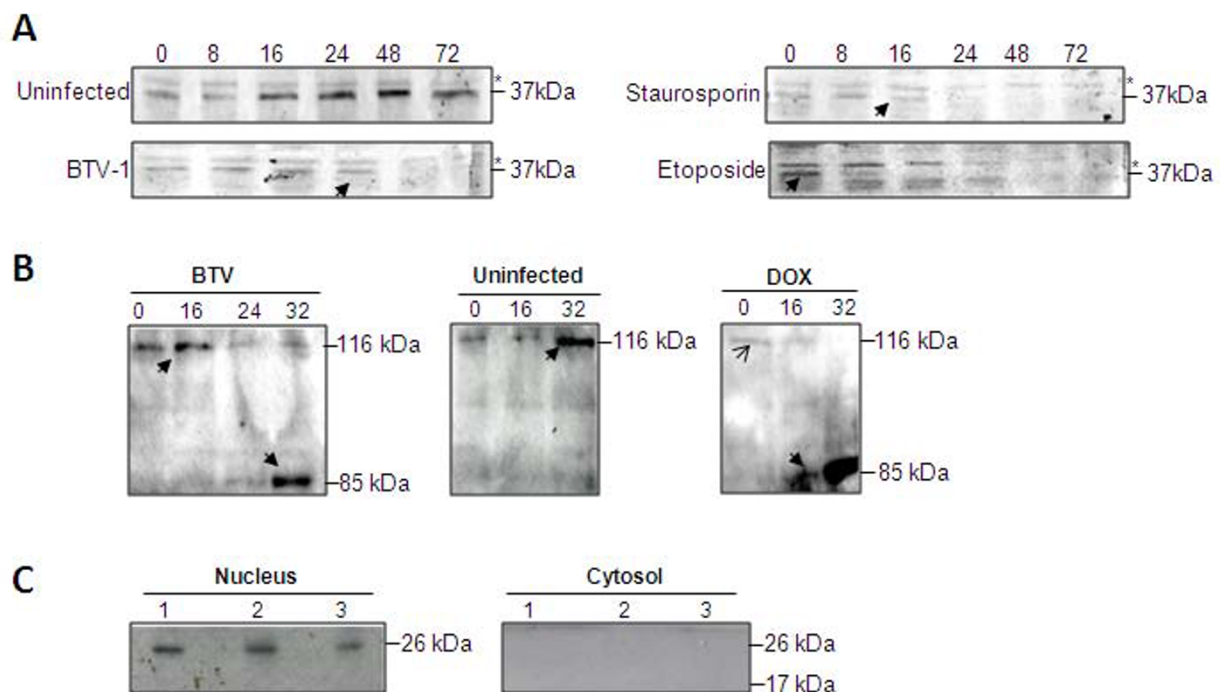 A
0 8 16 24 48 72
Uninfected * 37kDa
BTV-1 * 37kDa
0 8 16 24 48 72
Staurosporin * 37kDa
Etoposide * 37kDa
B
BTV
0 16 24 32
116 kDa
85 kDa
Uninfected
0 16 32
116 kDa
DOX
0 16 32
116 kDa
85 kDa
C
Nucleus
1 2 3
26 kDa
Cytosol
1 2 3
26 kDa
17 kDa